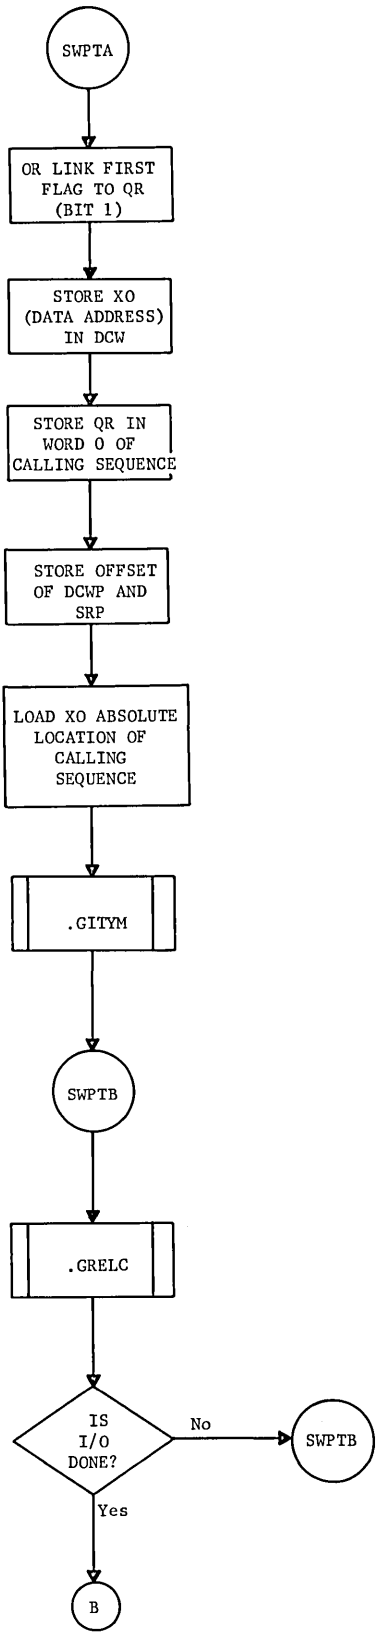 SWPTA
OR LINK FIRST
FLAG TO QR
(BIT 1)
STORE XO
(DATA ADDRESS)
IN DCW
STORE QR IN
WORD O OF
CALLING SEQUENCE
STORE OFFSET
OF DCWP AND
SRP
LOAD XO ABSOLUTE
LOCATION OF
CALLING
SEQUENCE
.GITYM
SWPTB
.GRELC
IS
I/O
DONE?
No
SWPTB
Yes
B